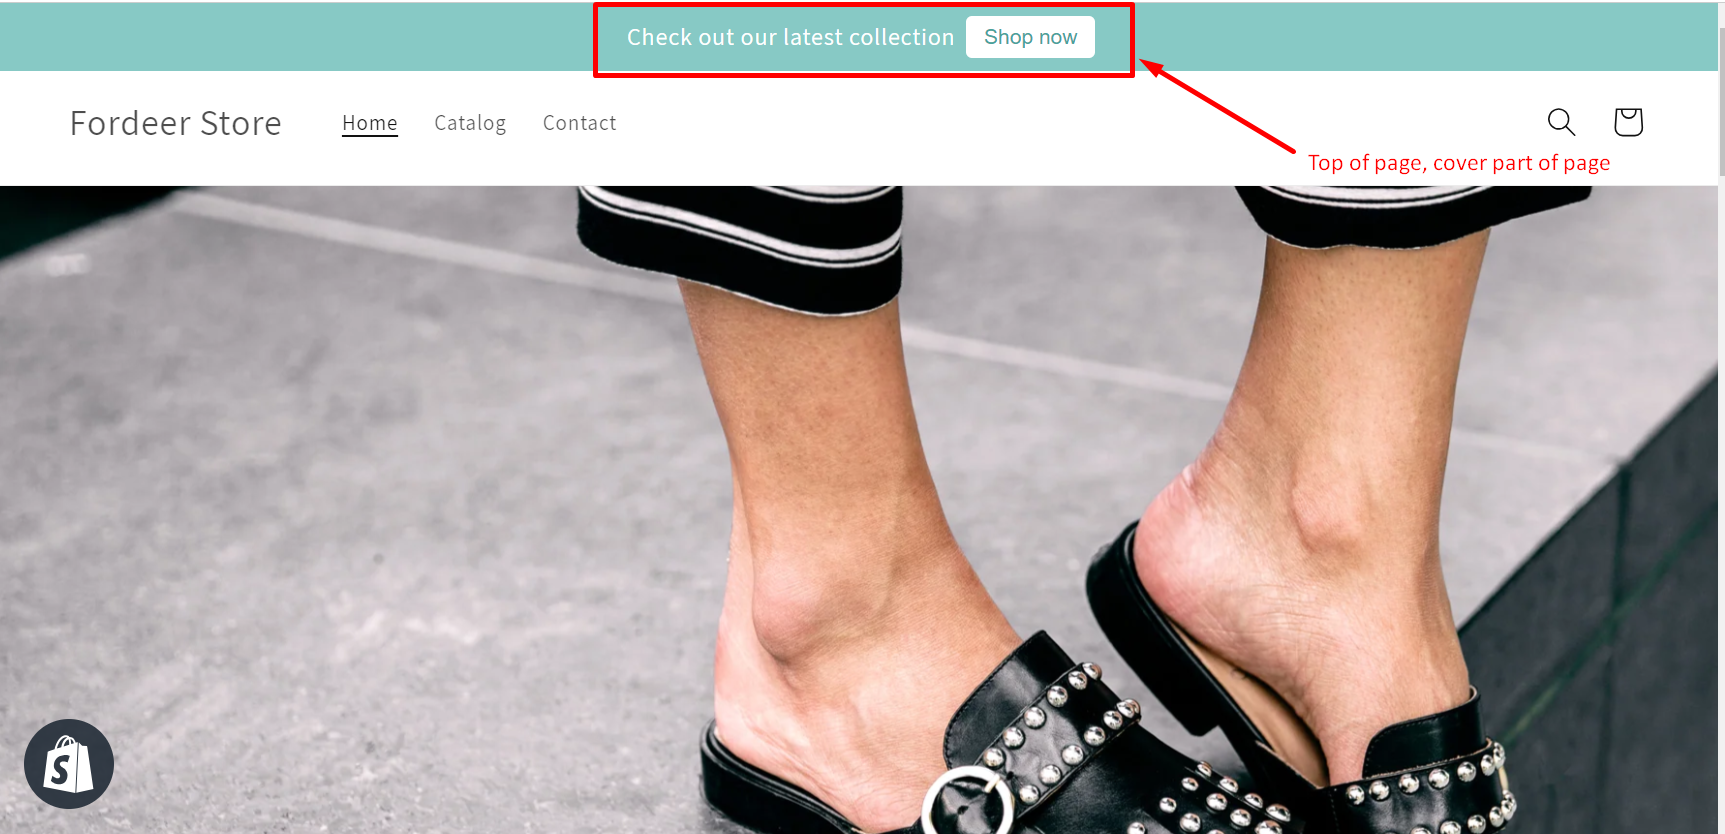 Check out our latest collection Shop now
Fordeer Store Home Catalog Contact
Top of page, cover part of page
S